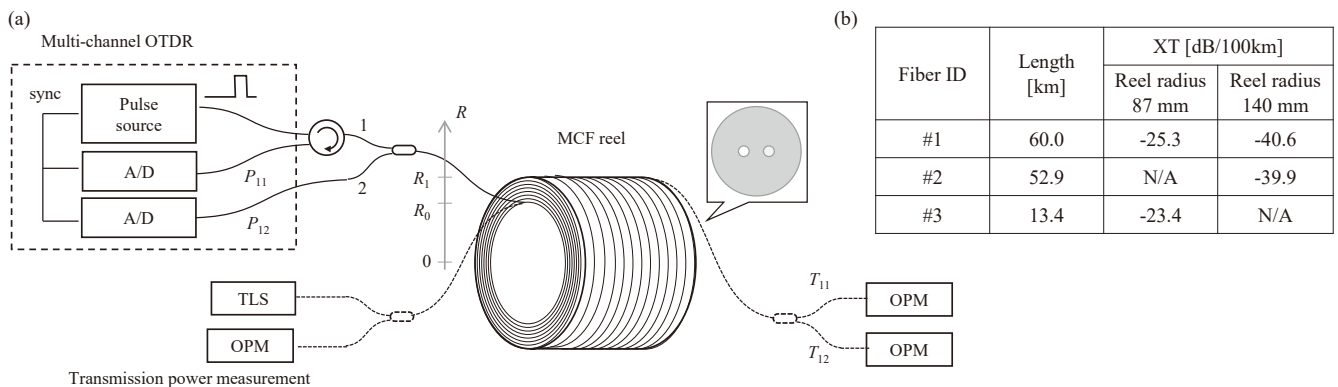 (a)
Multi-channel OTDR
sync
Pulse
source
A/D
A/D
P11
P12
1
2
R
R1
R0
0
MCF reel
TLS
OPM
Transmission power measurement
T11
T12
OPM
OPM
(b)
Fiber ID Length [km] XT [dB/100km]
Reel radius 87 mm Reel radius 140 mm
#1 60.0 -25.3 -40.6
#2 52.9 N/A -39.9
#3 13.4 -23.4 N/A